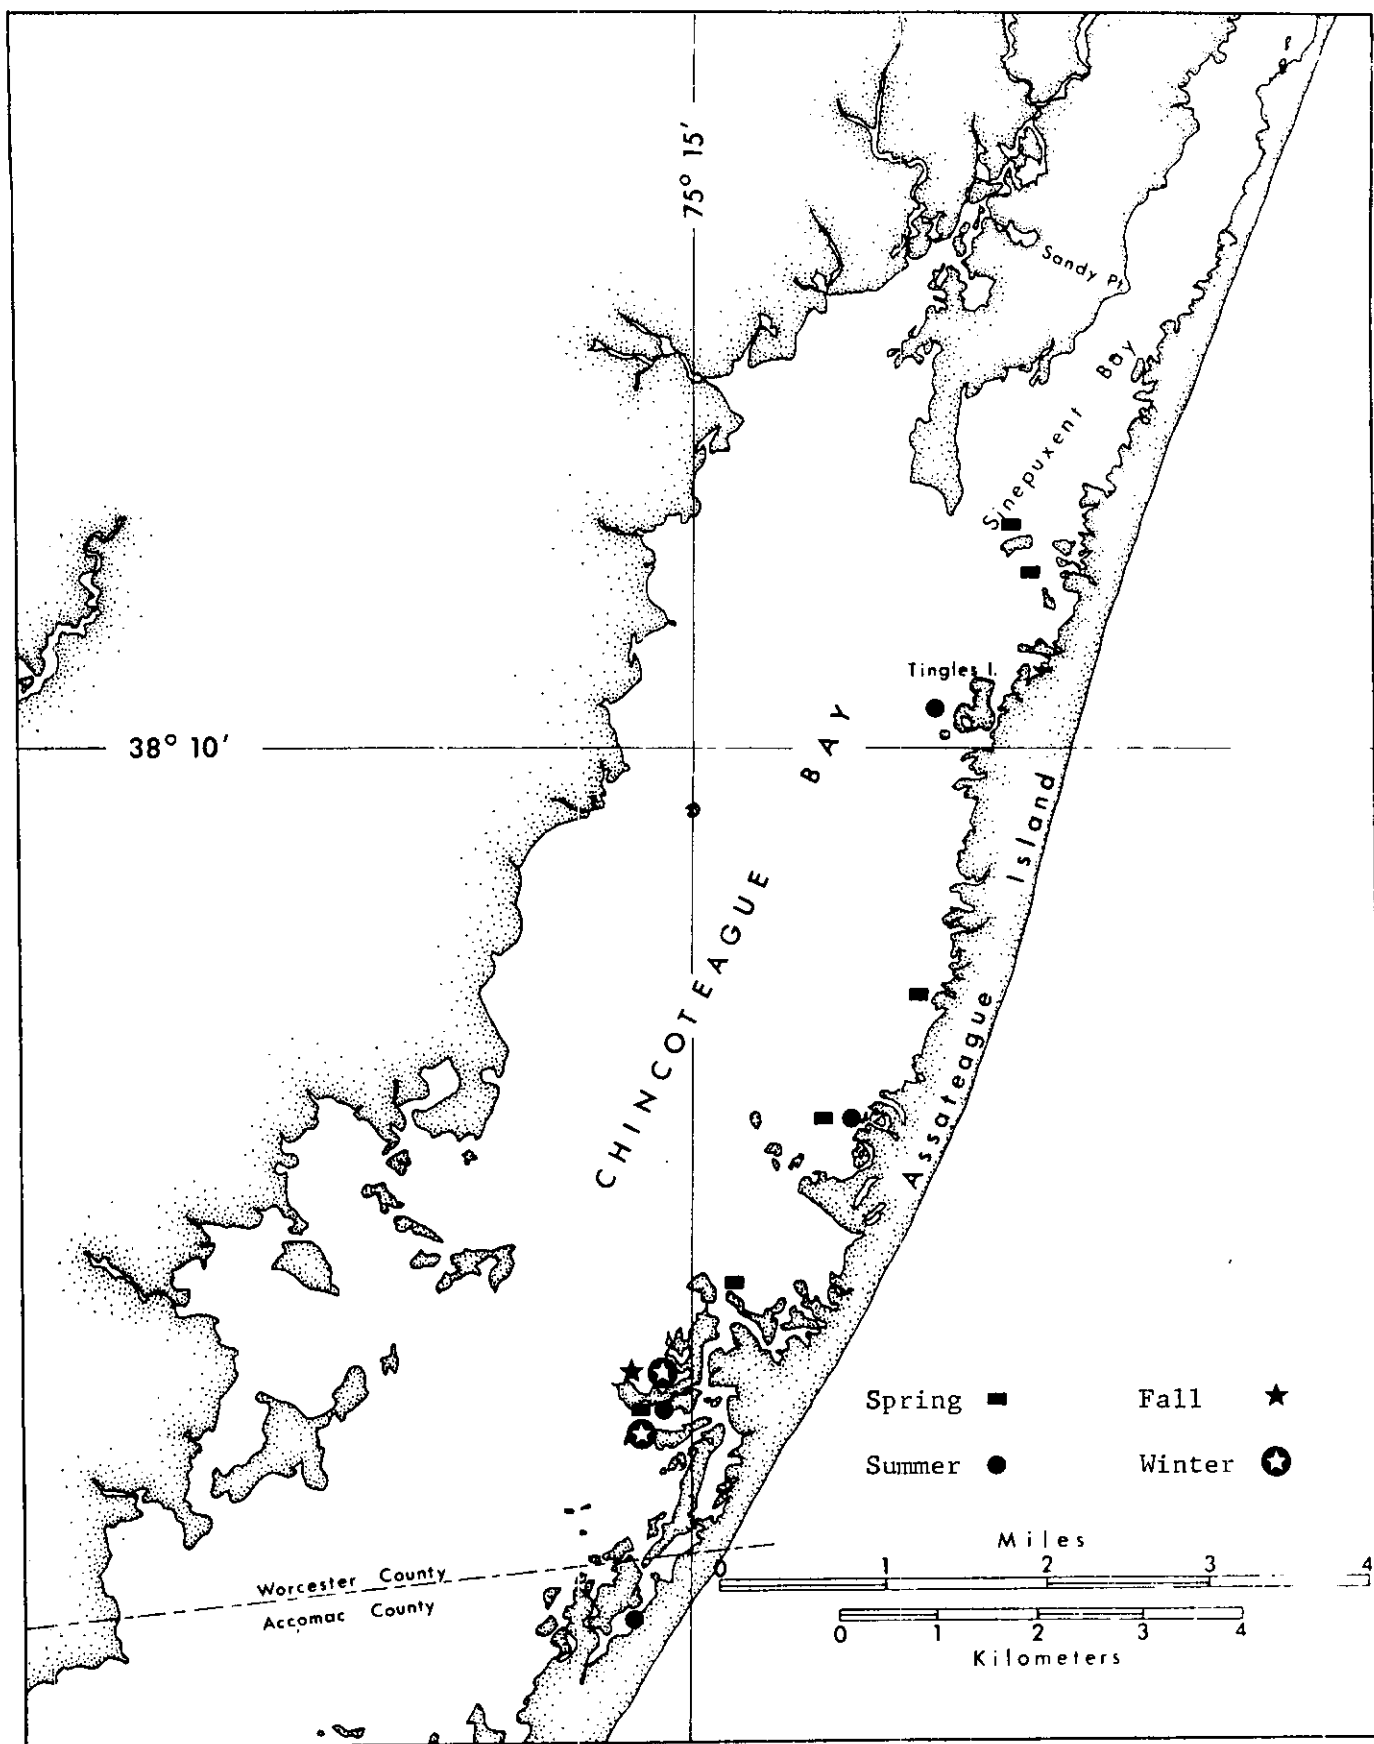 75° 15'
Sandy Pt.
Sinepuxent BAY
Tingles I.
38° 10'
CHINCOTEAGUE BAY
Assateague Island
Spring
Fall
Summer
Winter
Miles
0 1 2 3 4
Worcester County
Accomac County
0 1 2 3 4
Kilometers